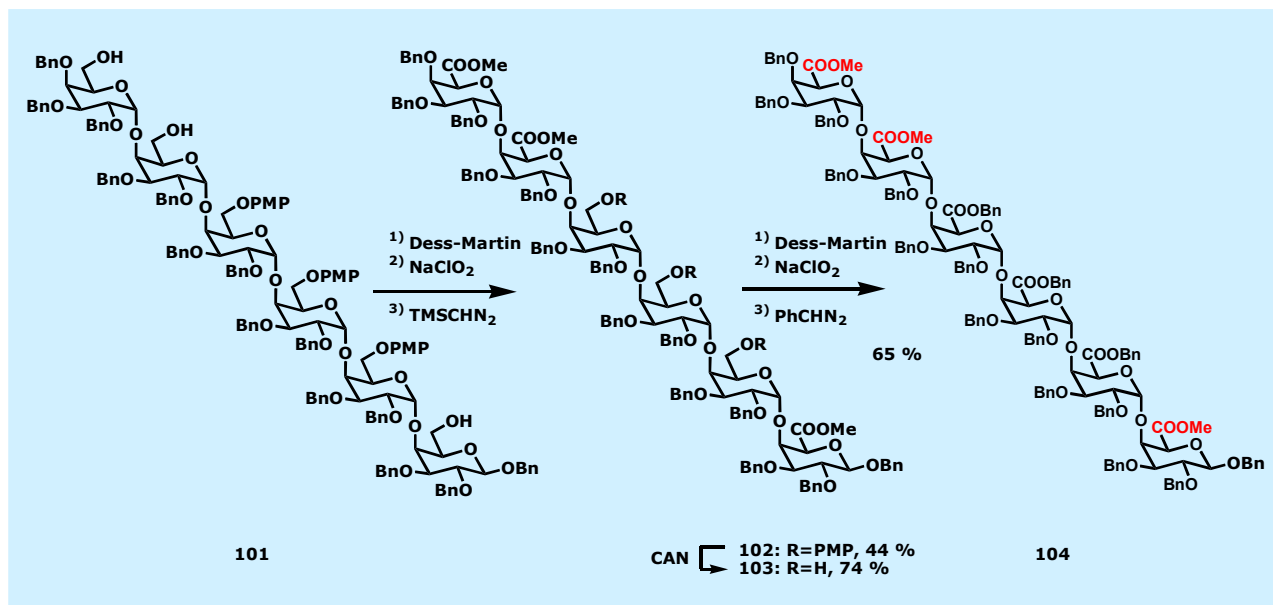 OH
BnO
O
BnO
BnO
O
OH
O
BnO
BnO
O
OPMP
O
BnO
BnO
O
OPMP
O
BnO
BnO
O
OPMP
O
BnO
BnO
O
OH
O
BnO
OBn
BnO
101
1) Dess-Martin
2) NaClO2
3) TMSCHN2
BnO
COOMe
O
BnO
BnO
O
COOMe
O
BnO
BnO
O
OR
O
BnO
BnO
O
OR
O
BnO
BnO
O
OR
O
BnO
BnO
O
COOMe
O
BnO
OBn
BnO
CAN
102: R=PMP, 44 %
103: R=H, 74 %
1) Dess-Martin
2) NaClO2
3) PhCHN2
65 %
BnO
COOMe
O
BnO
BnO
O
COOMe
O
BnO
BnO
O
COOBn
O
BnO
BnO
O
COOBn
O
BnO
BnO
O
COOBn
O
BnO
BnO
O
COOMe
O
BnO
OBn
BnO
104